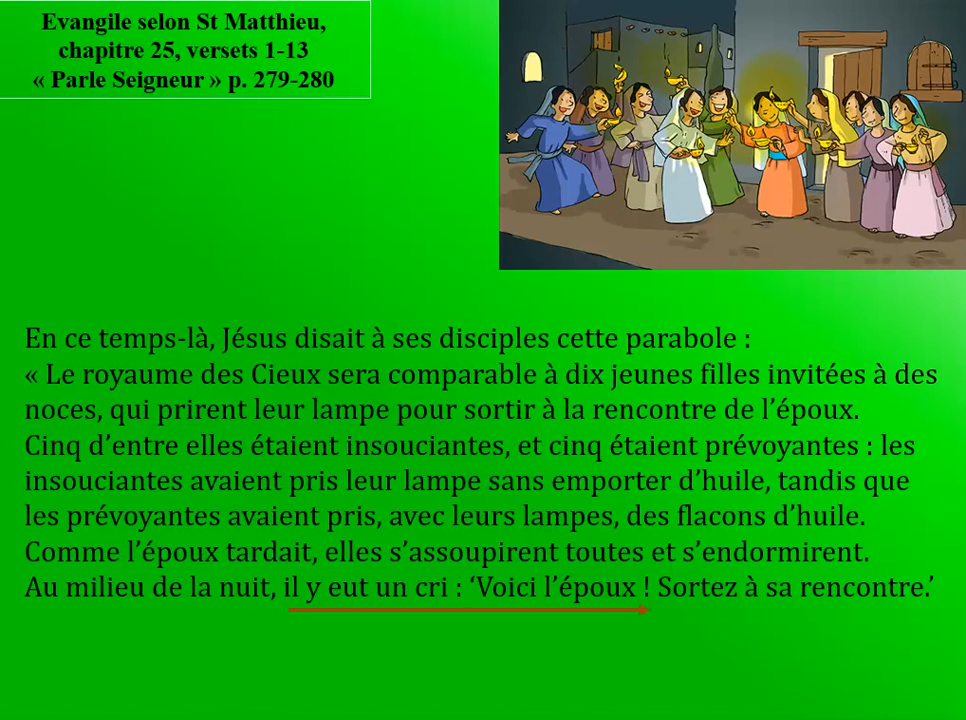 Evangile selon St Matthieu,
chapitre 25, versets 1-13
« Parle Seigneur » p. 279-280
En ce temps-là, Jésus disait à ses disciples cette parabole :
« Le royaume des Cieux sera comparable à dix jeunes filles invitées à des
noces, qui prirent leur lampe pour sortir à la rencontre de l’époux.
Cinq d’entre elles étaient insouciantes, et cinq étaient prévoyantes : les
insouciantes avaient pris leur lampe sans emporter d’huile, tandis que
les prévoyantes avaient pris, avec leurs lampes, des flacons d’huile.
Comme l’époux tardait, elles s’assoupirent toutes et s’endormirent.
Au milieu de la nuit, il y eut un cri : ‘Voici l’époux ! Sortez à sa rencontre.’